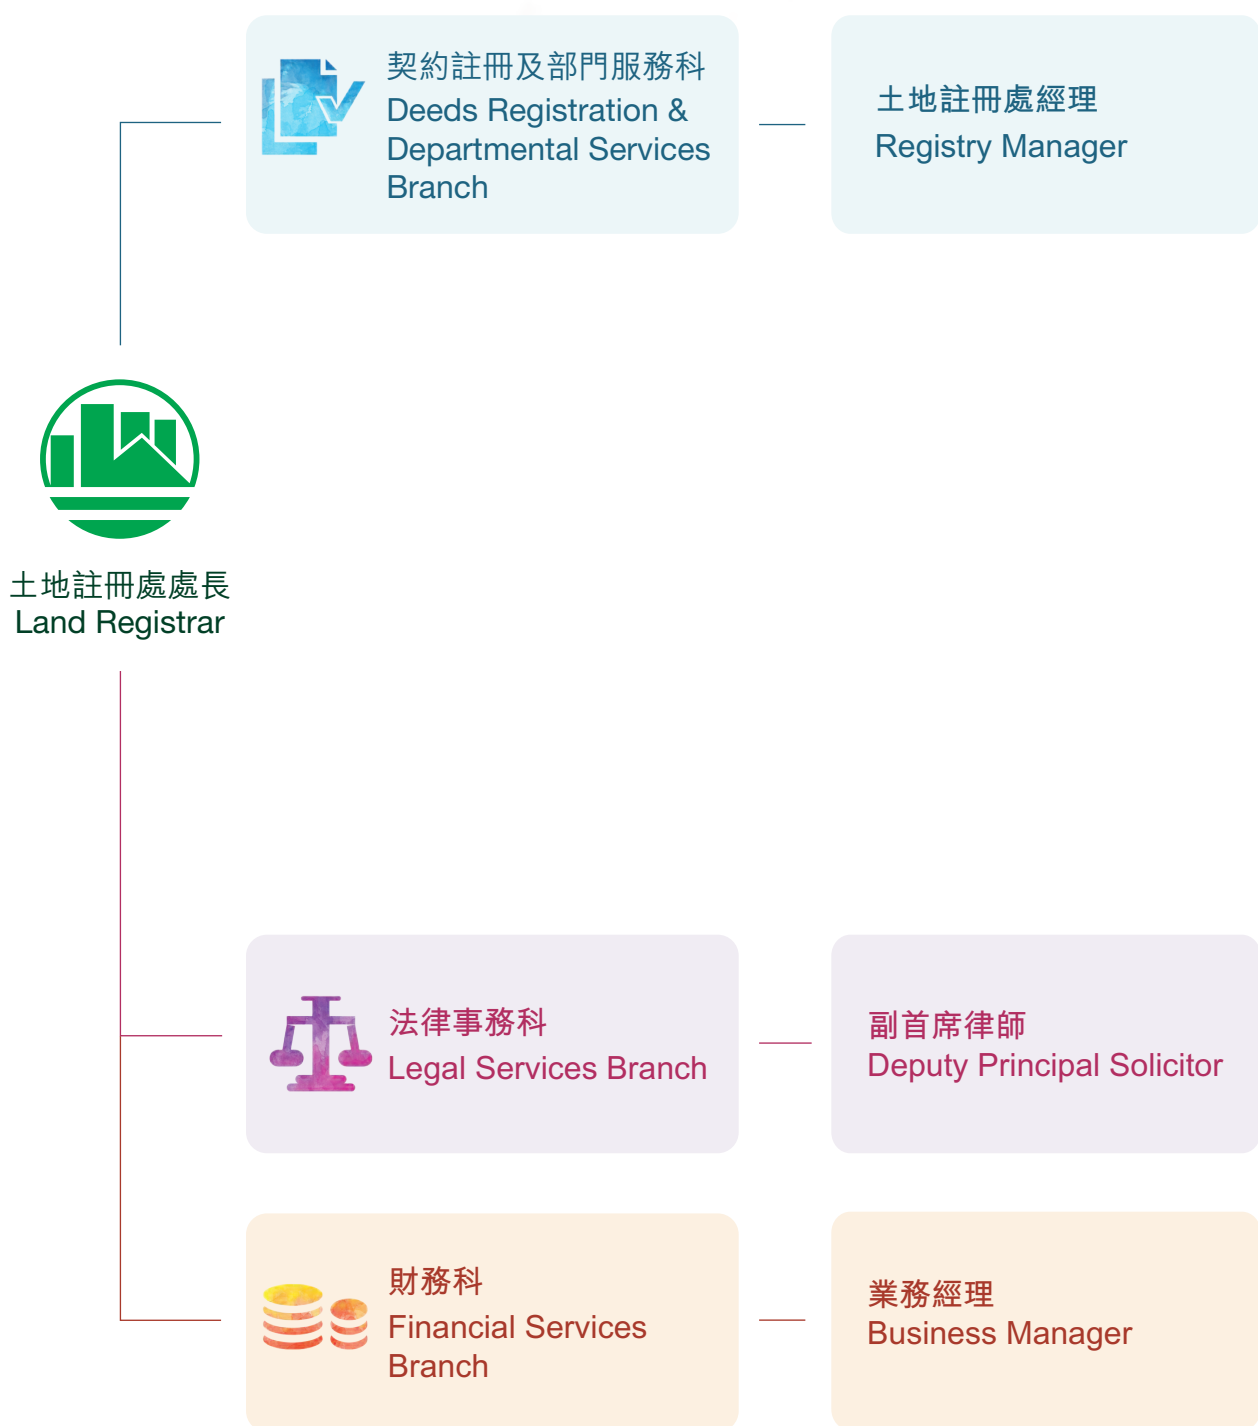 契約註冊及部門服務科
Deeds Registration &
Departmental Services
Branch
土地註冊處經理
Registry Manager
土地註冊處處長
Land Registrar
法律事務科
Legal Services Branch
副首席律師
Deputy Principal Solicitor
財務科
Financial Services
Branch
業務經理
Business Manager